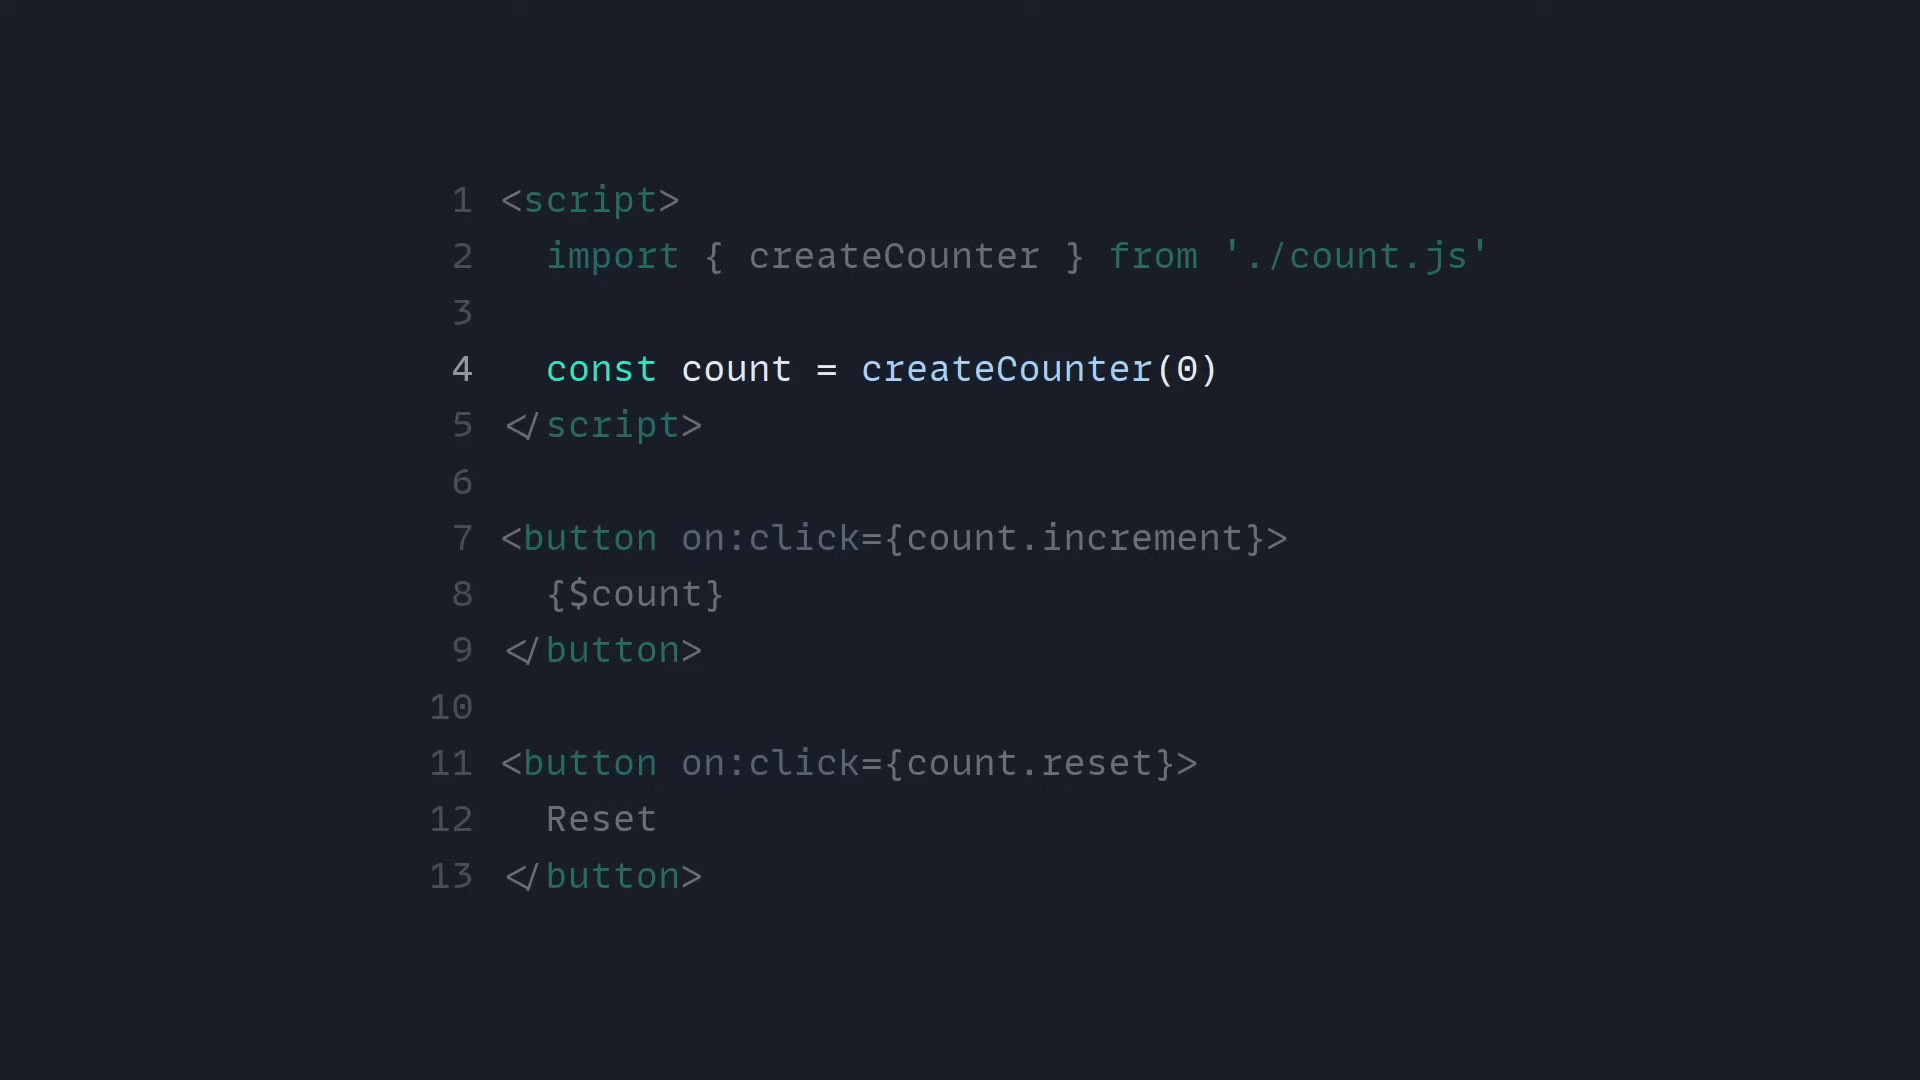 1 <script>
2 import { createCounter } from './count.js'
3
4 const count = createCounter(0)
5 </script>
6
7 <button on:click={count.increment}>
8 {$count}
9 </button>
10
11 <button on:click={count.reset}>
12 Reset
13 </button>